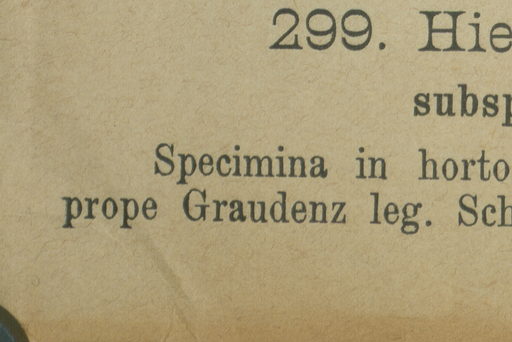 299. Hie
subsp
Specimina in horto
prope Graudenz leg. Sch